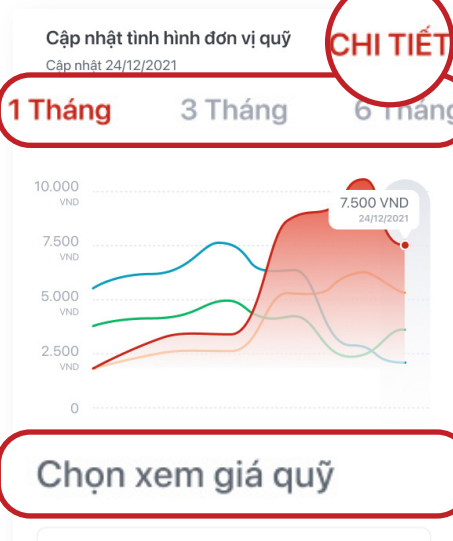 Cập nhật tình hình đơn vị quỹ
CHI TIẾT
Cập nhật 24/12/2021
1 Tháng 3 Tháng 6 Tháng
10.000
VND
7.500 VND
24/12/2021
7.500
VND
5.000
VND
2.500
VND
0
Chọn xem giá quỹ